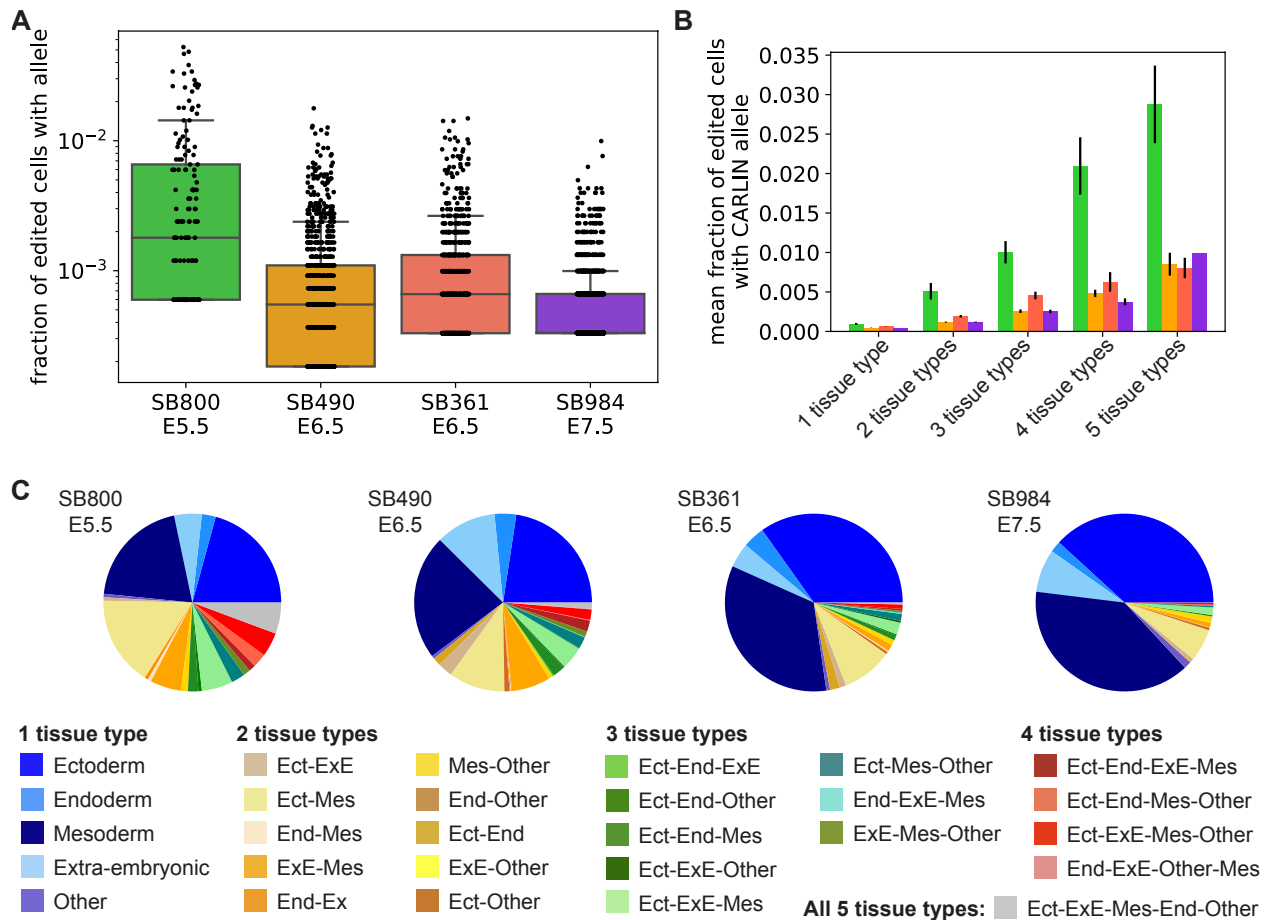 A
fraction of edited cells with allele
10⁻²
10⁻³
SB800
E5.5
SB490
E6.5
SB361
E6.5
SB984
E7.5
B
mean fraction of edited cells
with CARLIN allele
0.035
0.030
0.025
0.020
0.015
0.010
0.005
0.000
1 tissue type
2 tissue types
3 tissue types
4 tissue types
5 tissue types
C
SB800
E5.5
SB490
E6.5
SB361
E6.5
SB984
E7.5
1 tissue type
Ectoderm
Endoderm
Mesoderm
Extra-embryonic
Other
2 tissue types
Ect-ExE
Ect-Mes
End-Mes
ExE-Mes
End-Ex
Mes-Other
End-Other
Ect-End
ExE-Other
Ect-Other
3 tissue types
Ect-End-ExE
Ect-End-Other
Ect-End-Mes
Ect-ExE-Other
Ect-ExE-Mes
Ect-Mes-Other
End-ExE-Mes
ExE-Mes-Other
4 tissue types
Ect-End-ExE-Mes
Ect-End-Mes-Other
Ect-ExE-Mes-Other
End-ExE-Other-Mes
All 5 tissue types: Ect-ExE-Mes-End-Other